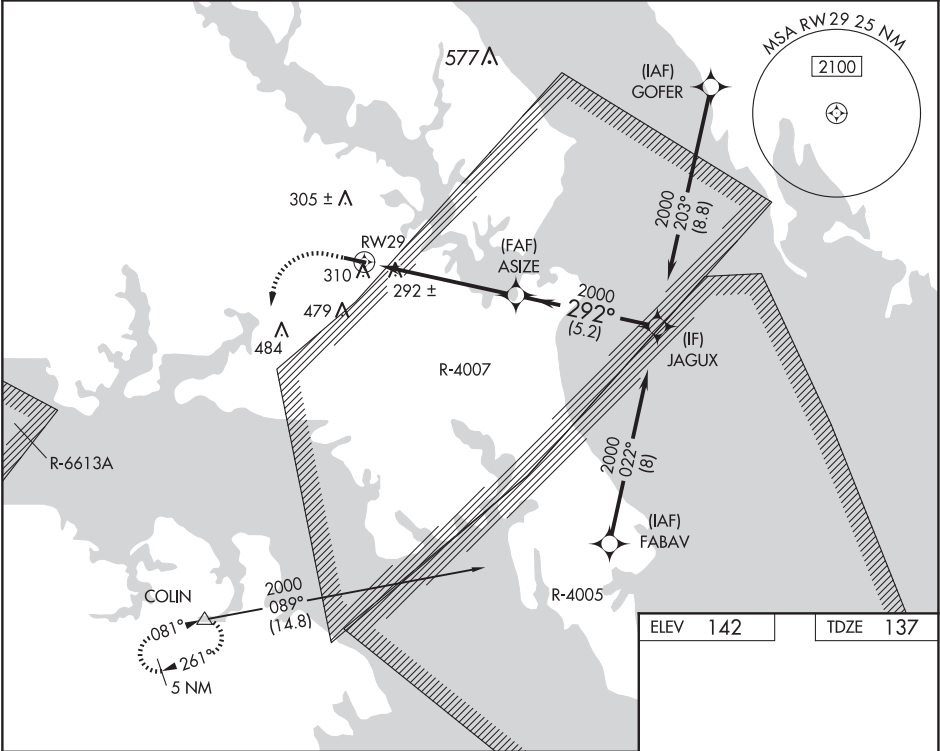 MSA RW29 25 NM
2100
577
(IAF)
GOFER
2000
203°
(8.8)
305 ±
RW29
310
292 ±
(FAF)
ASIZE
2000
292°
(5.2)
(IF)
JAGUX
479
484
R-4007
R-6613A
2000
022°
(8)
(IAF)
FABAV
COLIN
2000
089°
(14.8)
081°
261°
5 NM
R-4005
ELEV 142
TDZE 137